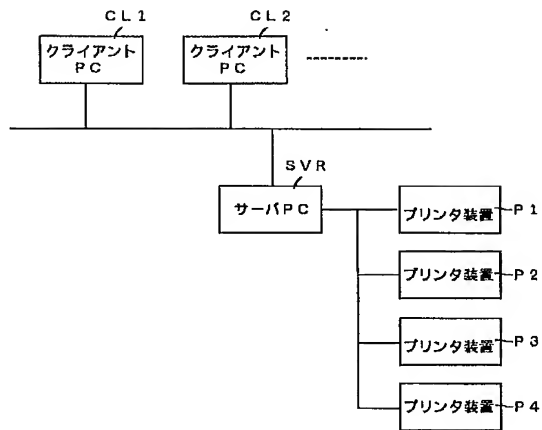 CL1
CL2
クライアント
PC
クライアント
PC
SVR
サーバPC
プリンタ装置
P1
プリンタ装置
P2
プリンタ装置
P3
プリンタ装置
P4